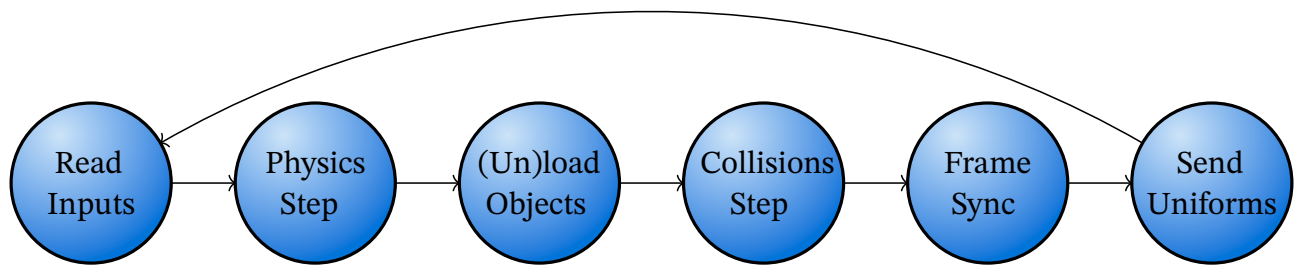 Read
Inputs
Physics
Step
(Un)load
Objects
Collisions
Step
Frame
Sync
Send
Uniforms